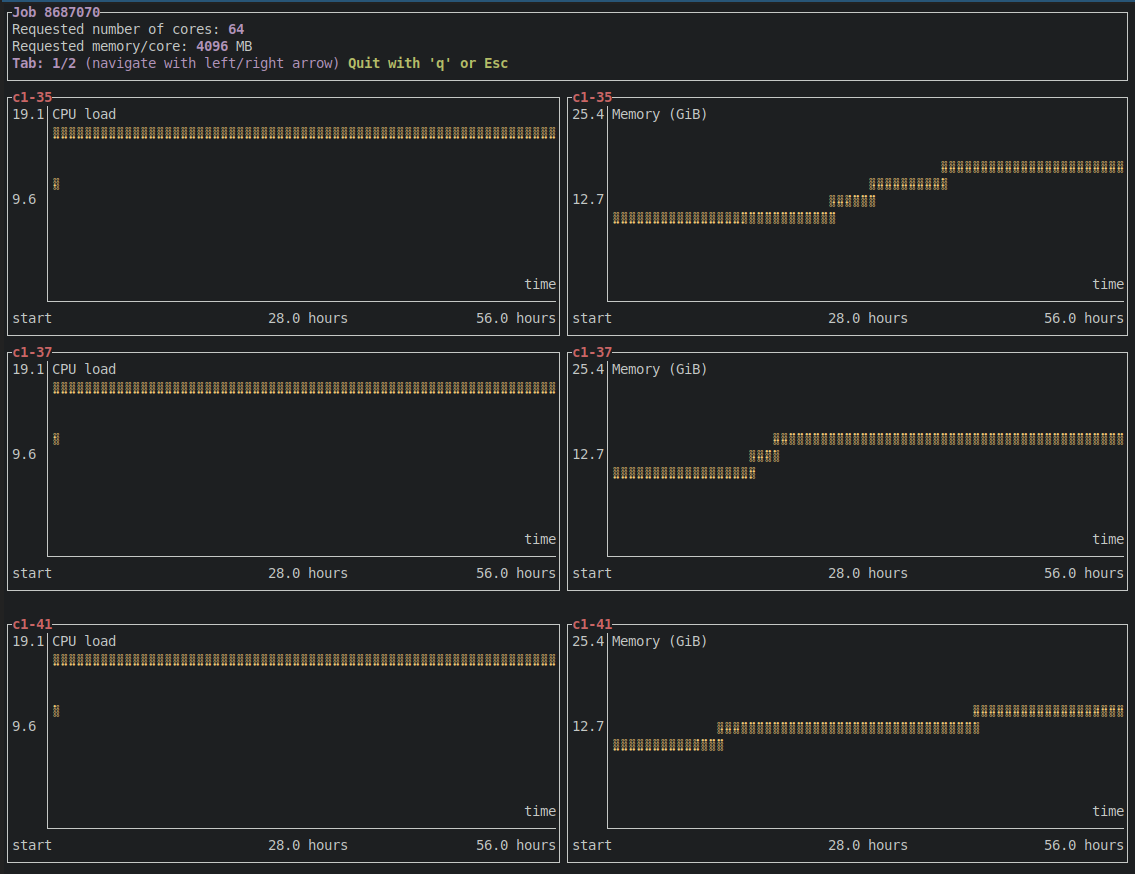 Job 8687070
Requested number of cores: 64
Requested memory/core: 4096 MB
Tab: 1/2 (navigate with left/right arrow) Quit with 'q' or Esc
c1-35
19.1 CPU load
9.6
time
start 28.0 hours 56.0 hours
c1-35
25.4 Memory (GiB)
12.7
time
start 28.0 hours 56.0 hours
c1-37
19.1 CPU load
9.6
time
start 28.0 hours 56.0 hours
c1-37
25.4 Memory (GiB)
12.7
time
start 28.0 hours 56.0 hours
c1-41
19.1 CPU load
9.6
time
start 28.0 hours 56.0 hours
c1-41
25.4 Memory (GiB)
12.7
time
start 28.0 hours 56.0 hours